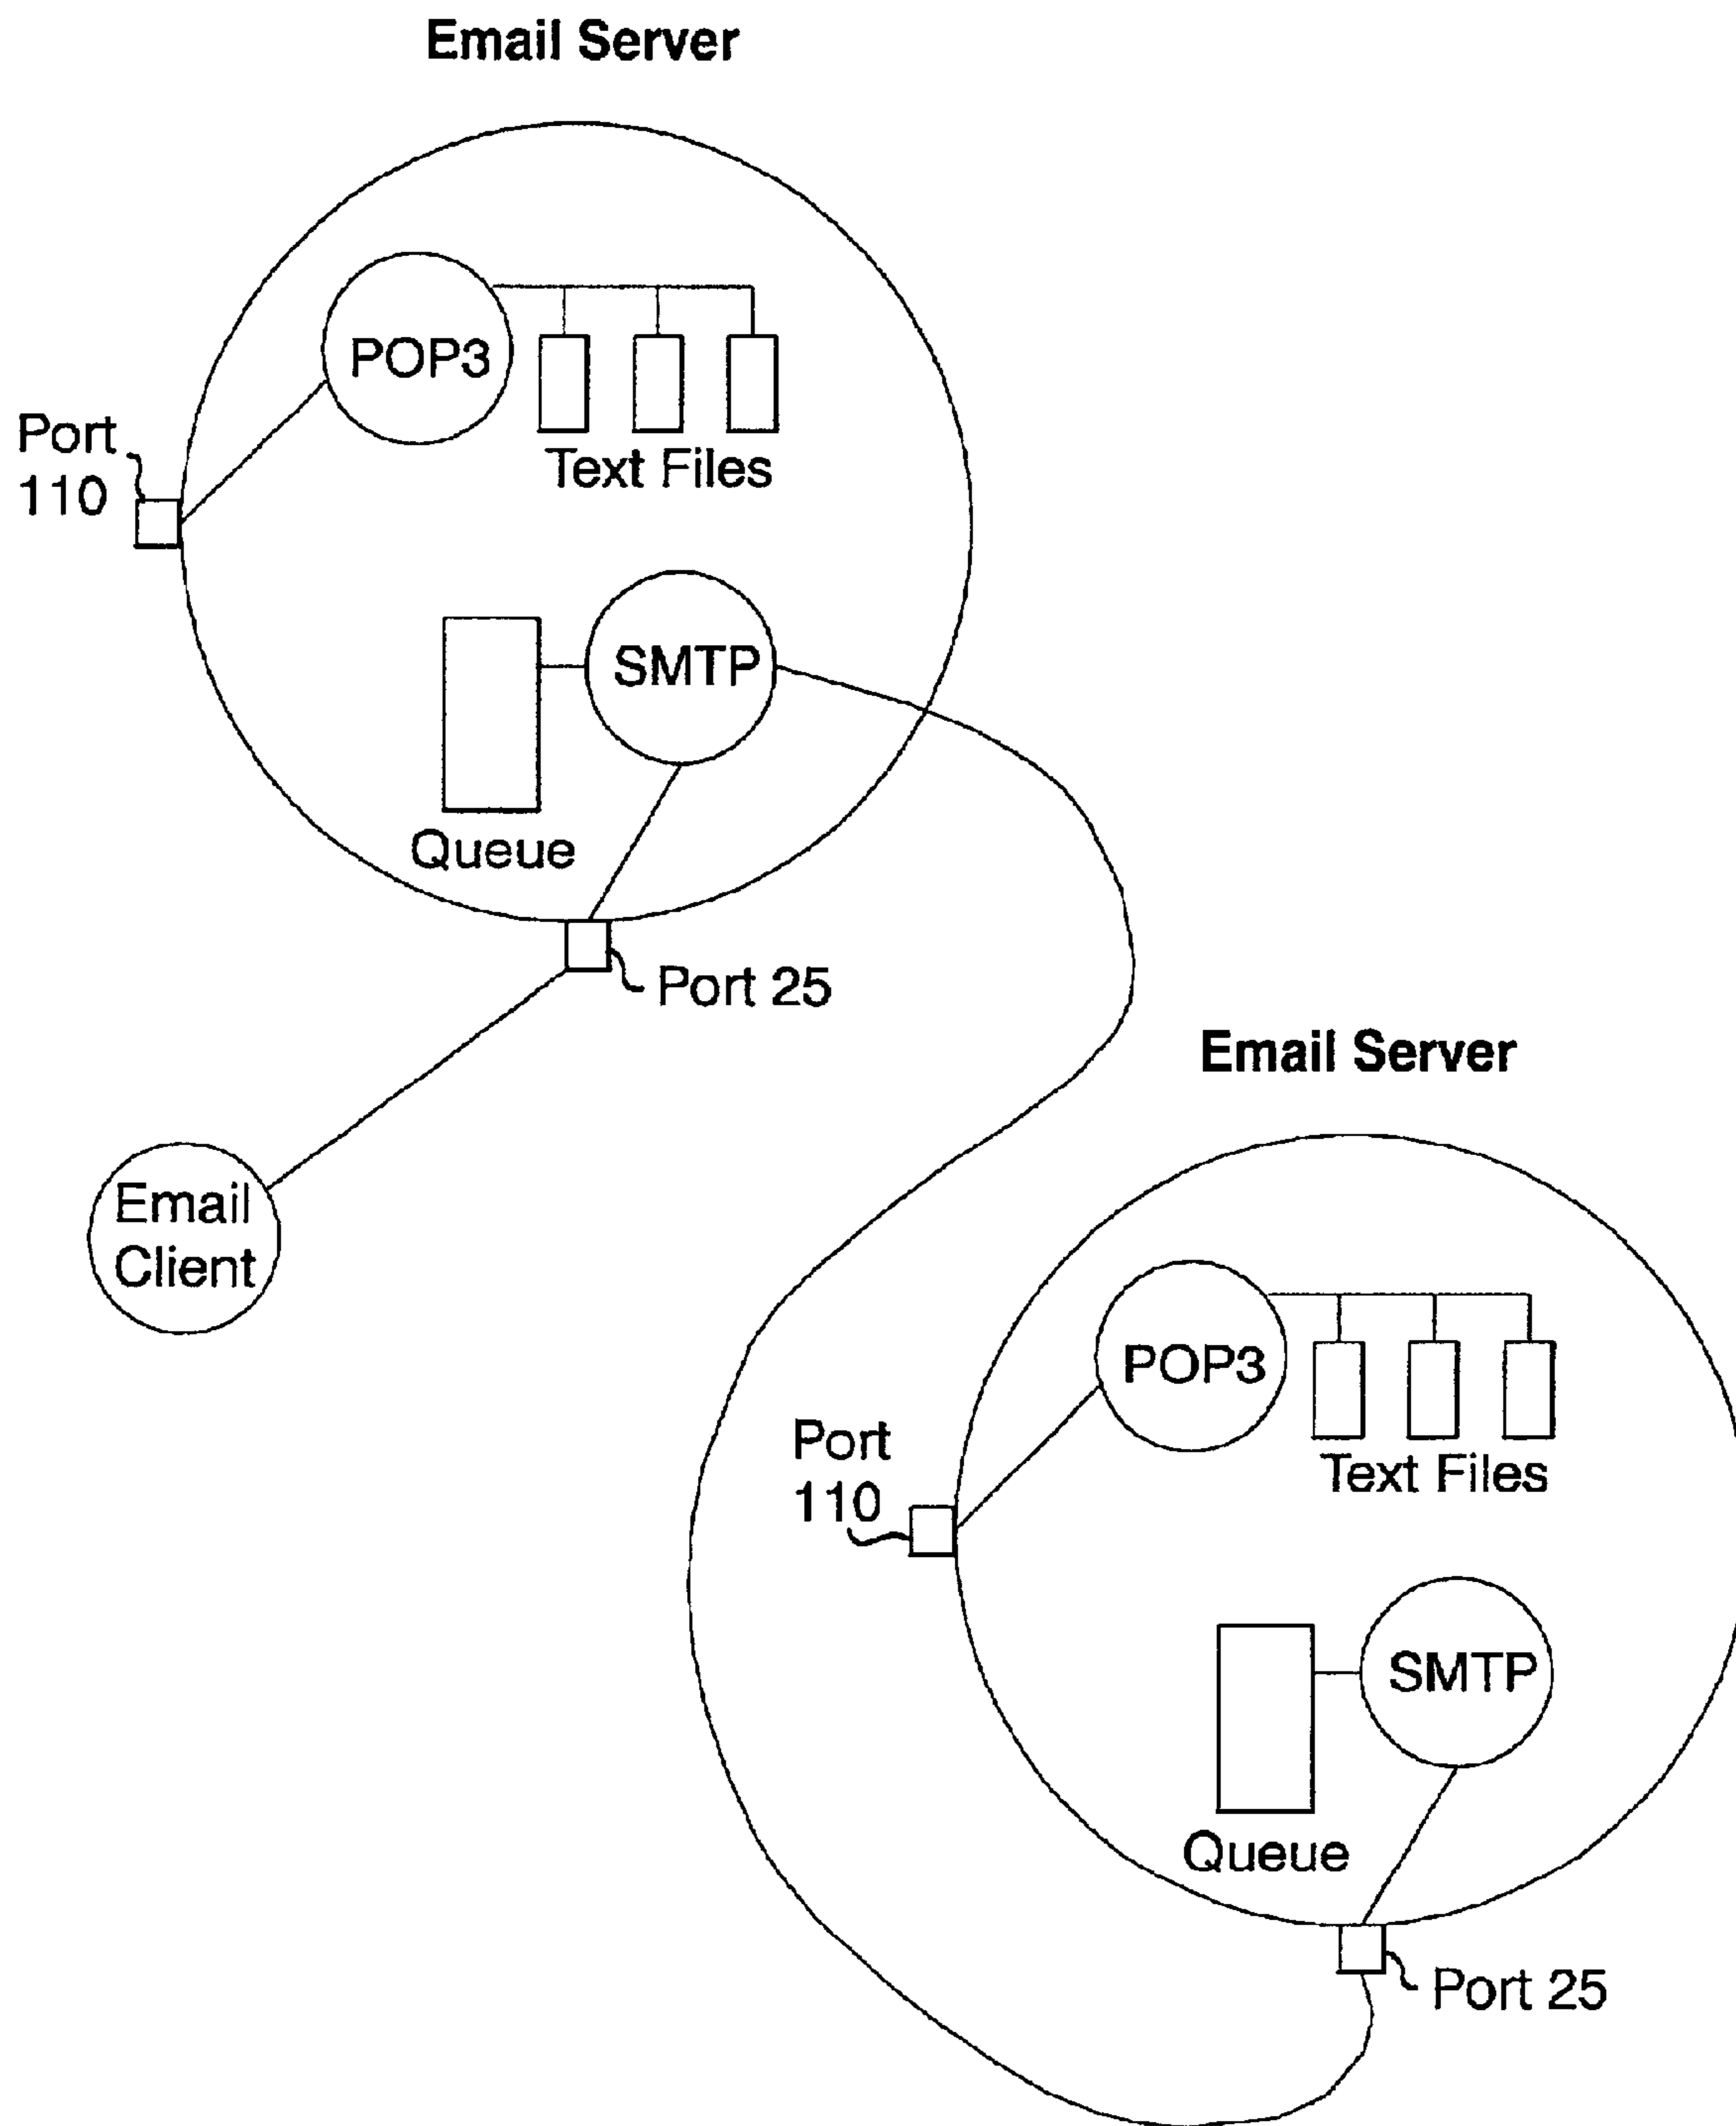 Email Server
POP3
Port
110
Text Files
SMTP
Queue
Port 25
Email Server
Email
Client
POP3
Port
110
Text Files
SMTP
Queue
Port 25